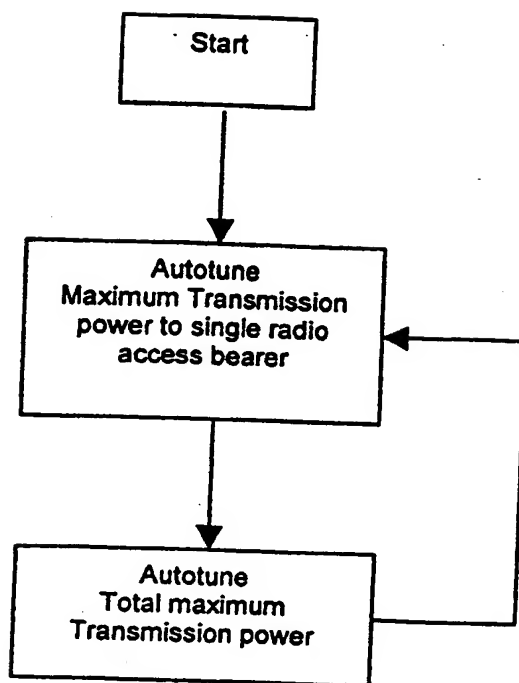 Start
Autotune
Maximum Transmission
power to single radio
access bearer
Autotune
Total maximum
Transmission power